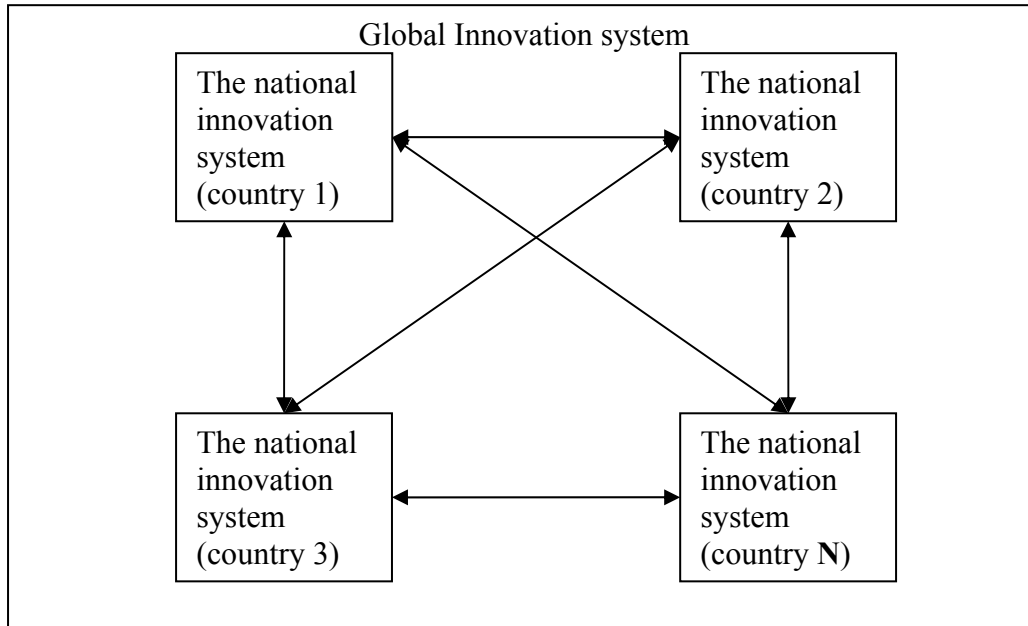 Global Innovation system
The national
innovation
system
(country 1)
The national
innovation
system
(country 2)
The national
innovation
system
(country 3)
The national
innovation
system
(country N)